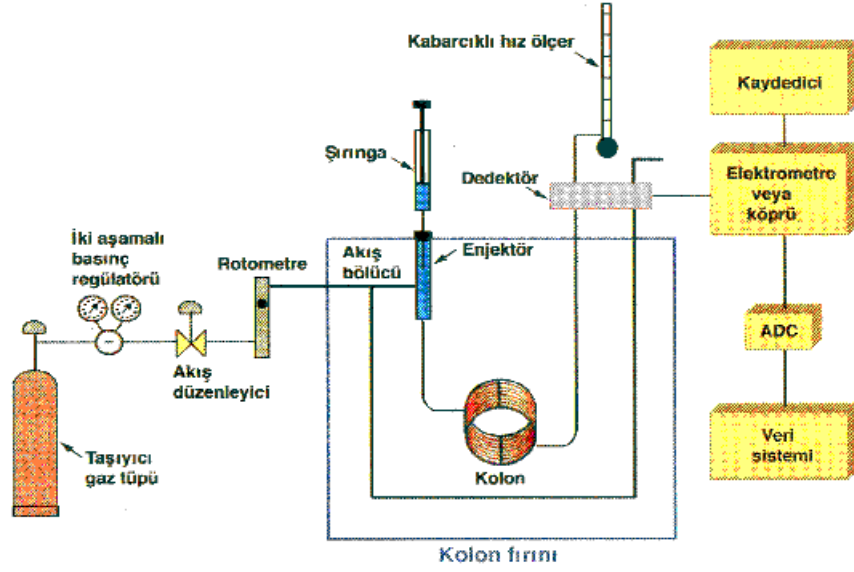 Kabarcıklı hız ölçer
Kaydedici
Şırınga
Dedektör
Elektrometre
veya
köprü
İki aşamalı
basınç
regülatörü
Rotometre
Akış
bölücü
Enjektör
ADC
Akış
düzenleyici
Taşıyıcı
gaz tüpü
Kolon
Veri
sistemi
Kolon fırını